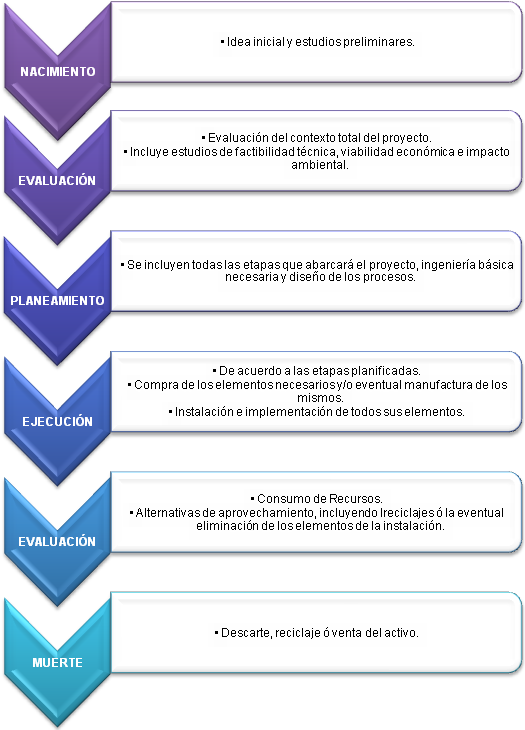 NACIMIENTO
• Idea inicial y estudios preliminares.
EVALUACIÓN
• Evaluación del contexto total del proyecto.
• Incluye estudios de factibilidad técnica, viabilidad económica e impacto
ambiental.
PLANEAMIENTO
• Se incluyen todas las etapas que abarcará el proyecto, ingeniería básica
necesaria y diseño de los procesos.
EJECUCIÓN
• De acuerdo a las etapas planificadas.
• Compra de los elementos necesarios y/o eventual manufactura de los
mismos.
• Instalación e implementación de todos sus elementos.
EVALUACIÓN
• Consumo de Recursos.
• Alternativas de aprovechamiento, incluyendo lreciclajes ó la eventual
eliminación de los elementos de la instalación.
MUERTE
• Descarte, reciclaje ó venta del activo.